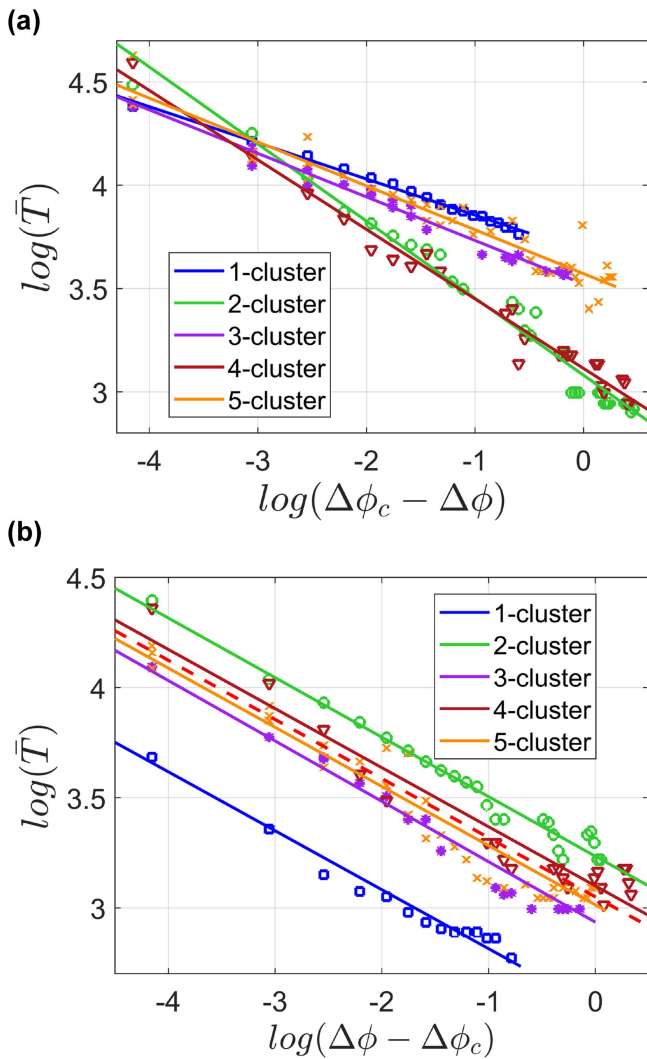 (a)
4.5
4
3.5
3
log(T̄)
1-cluster
2-cluster
3-cluster
4-cluster
5-cluster
-4 -3 -2 -1 0
log(Δϕ_c − Δϕ)
(b)
4.5
4
3.5
3
log(T̄)
1-cluster
2-cluster
3-cluster
4-cluster
5-cluster
-4 -3 -2 -1 0
log(Δϕ − Δϕ_c)